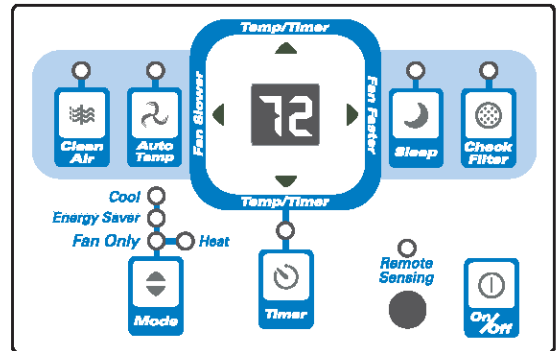 Temp/Timer
Fan Slower
72
Fan Faster
Temp/Timer
Clean
Air
Auto
Temp
Sleep
Check
Filter
Cool
Energy Saver
Fan Only
Heat
Mode
Timer
Remote
Sensing
On/Off